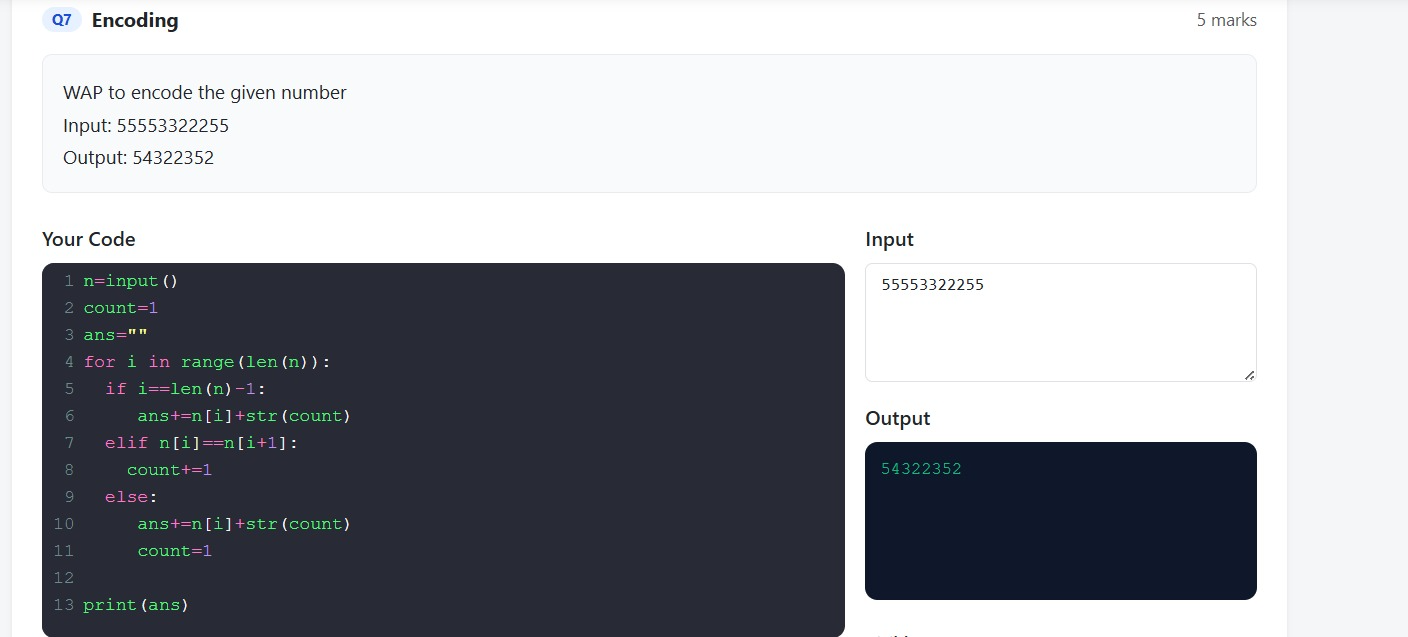 Q7 Encoding 5 marks
WAP to encode the given number
Input: 55553322255
Output: 54322352
Your Code
1 n=input()
2 count=1
3 ans=""
4 for i in range(len(n)):
5   if i==len(n)-1:
6      ans+=n[i]+str(count)
7   elif n[i]==n[i+1]:
8     count+=1
9   else:
10      ans+=n[i]+str(count)
11      count=1
12
13 print(ans)
Input
55553322255
Output
54322352